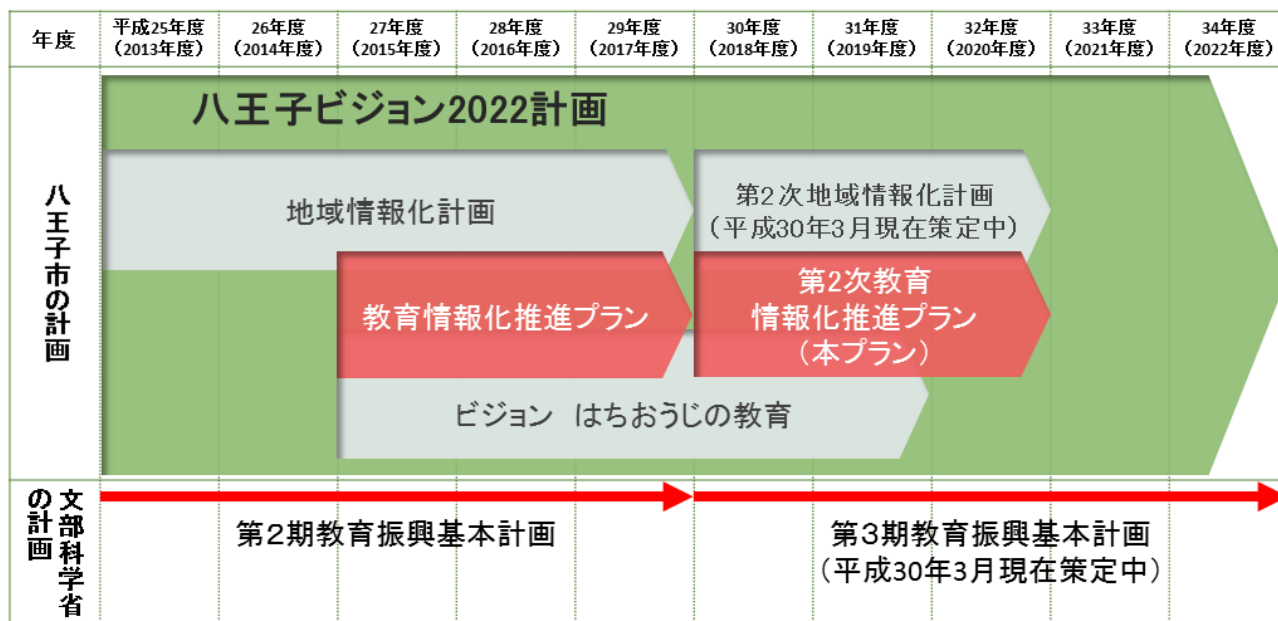 年度
平成25年度
（2013年度）
26年度
（2014年度）
27年度
（2015年度）
28年度
（2016年度）
29年度
（2017年度）
30年度
（2018年度）
31年度
（2019年度）
32年度
（2020年度）
33年度
（2021年度）
34年度
（2022年度）
八王子市の計画
八王子ビジョン2022計画
地域情報化計画
第2次地域情報化計画
（平成30年3月現在策定中）
教育情報化推進プラン
第2次教育
情報化推進プラン
（本プラン）
ビジョン　はちおうじの教育
文部科学省
の計画
第2期教育振興基本計画
第3期教育振興基本計画
（平成30年3月現在策定中）